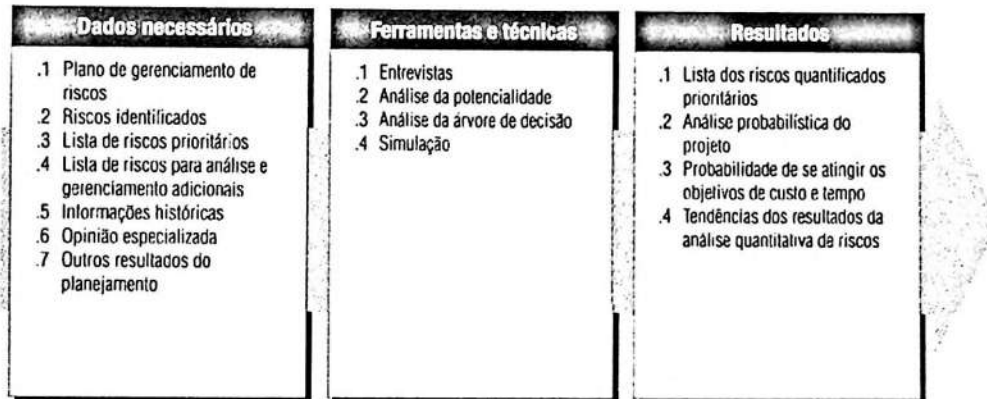 Dados necessários
.1 Plano de gerenciamento de
riscos
.2 Riscos identificados
.3 Lista de riscos prioritários
.4 Lista de riscos para análise e
gerenciamento adicionais
.5 Informações históricas
.6 Opinião especializada
.7 Outros resultados do
planejamento
Ferramentas e técnicas
.1 Entrevistas
.2 Análise da potencialidade
.3 Análise da árvore de decisão
.4 Simulação
Resultados
.1 Lista dos riscos quantificados
prioritários
.2 Análise probabilística do
projeto
.3 Probabilidade de se atingir os
objetivos de custo e tempo
.4 Tendências dos resultados da
análise quantitativa de riscos